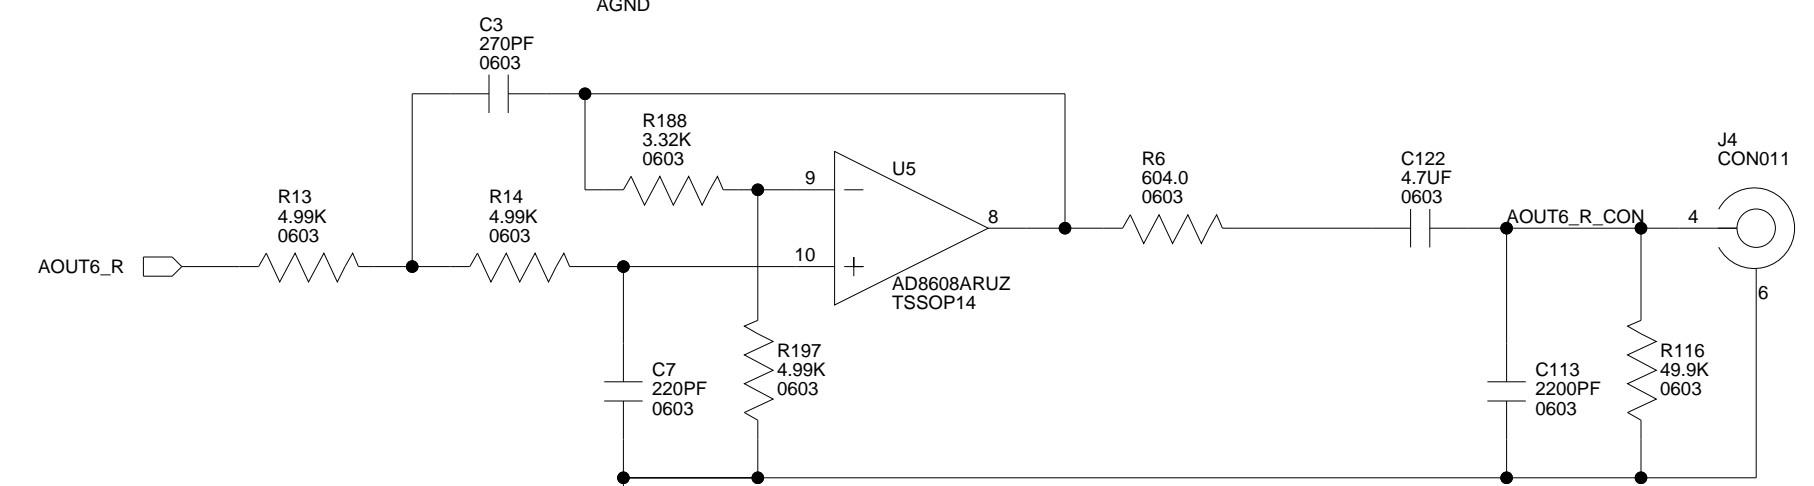 AGND
C3
270PF
0603
R188
3.32K
0603
R13
4.99K
0603
R14
4.99K
0603
AOUT6_R
9
10
8
U5
AD8608ARUZ
TSSOP14
R6
604.0
0603
C122
4.7UF
0603
AOUT6_R_CON
4
J4
CON011
6
C7
220PF
0603
R197
4.99K
0603
C113
2200PF
0603
R116
49.9K
0603